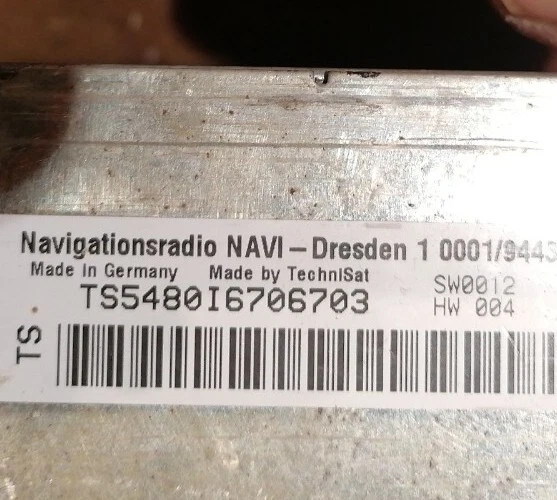 Navigationsradio NAVI – Dresden 1 0001/9443
Made in Germany Made by TechniSat
TS5480I6706703 SW0012
HW 004
TS